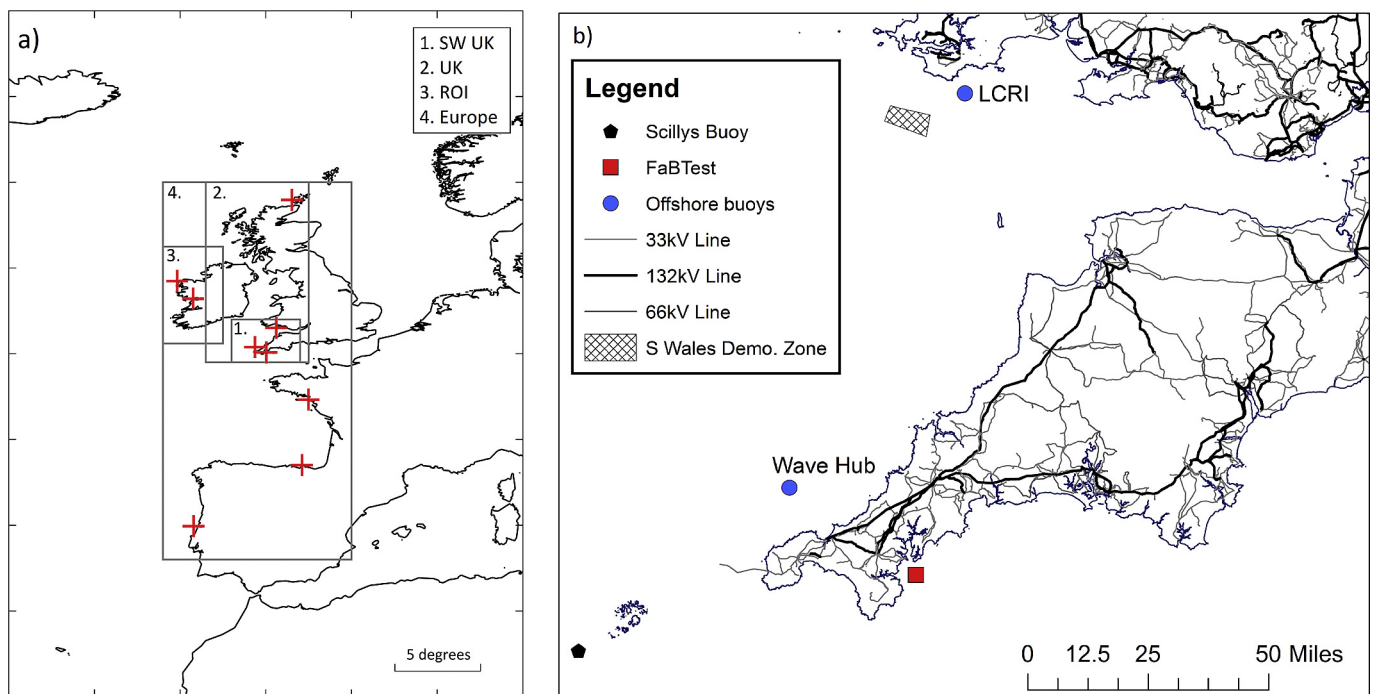 a)
1. SW UK
2. UK
3. ROI
4. Europe
4.
2.
3.
1.
5 degrees
b)
Legend
Scillys Buoy
FaBTest
Offshore buoys
33kV Line
132kV Line
66kV Line
S Wales Demo. Zone
LCRI
Wave Hub
0 12.5 25 50 Miles